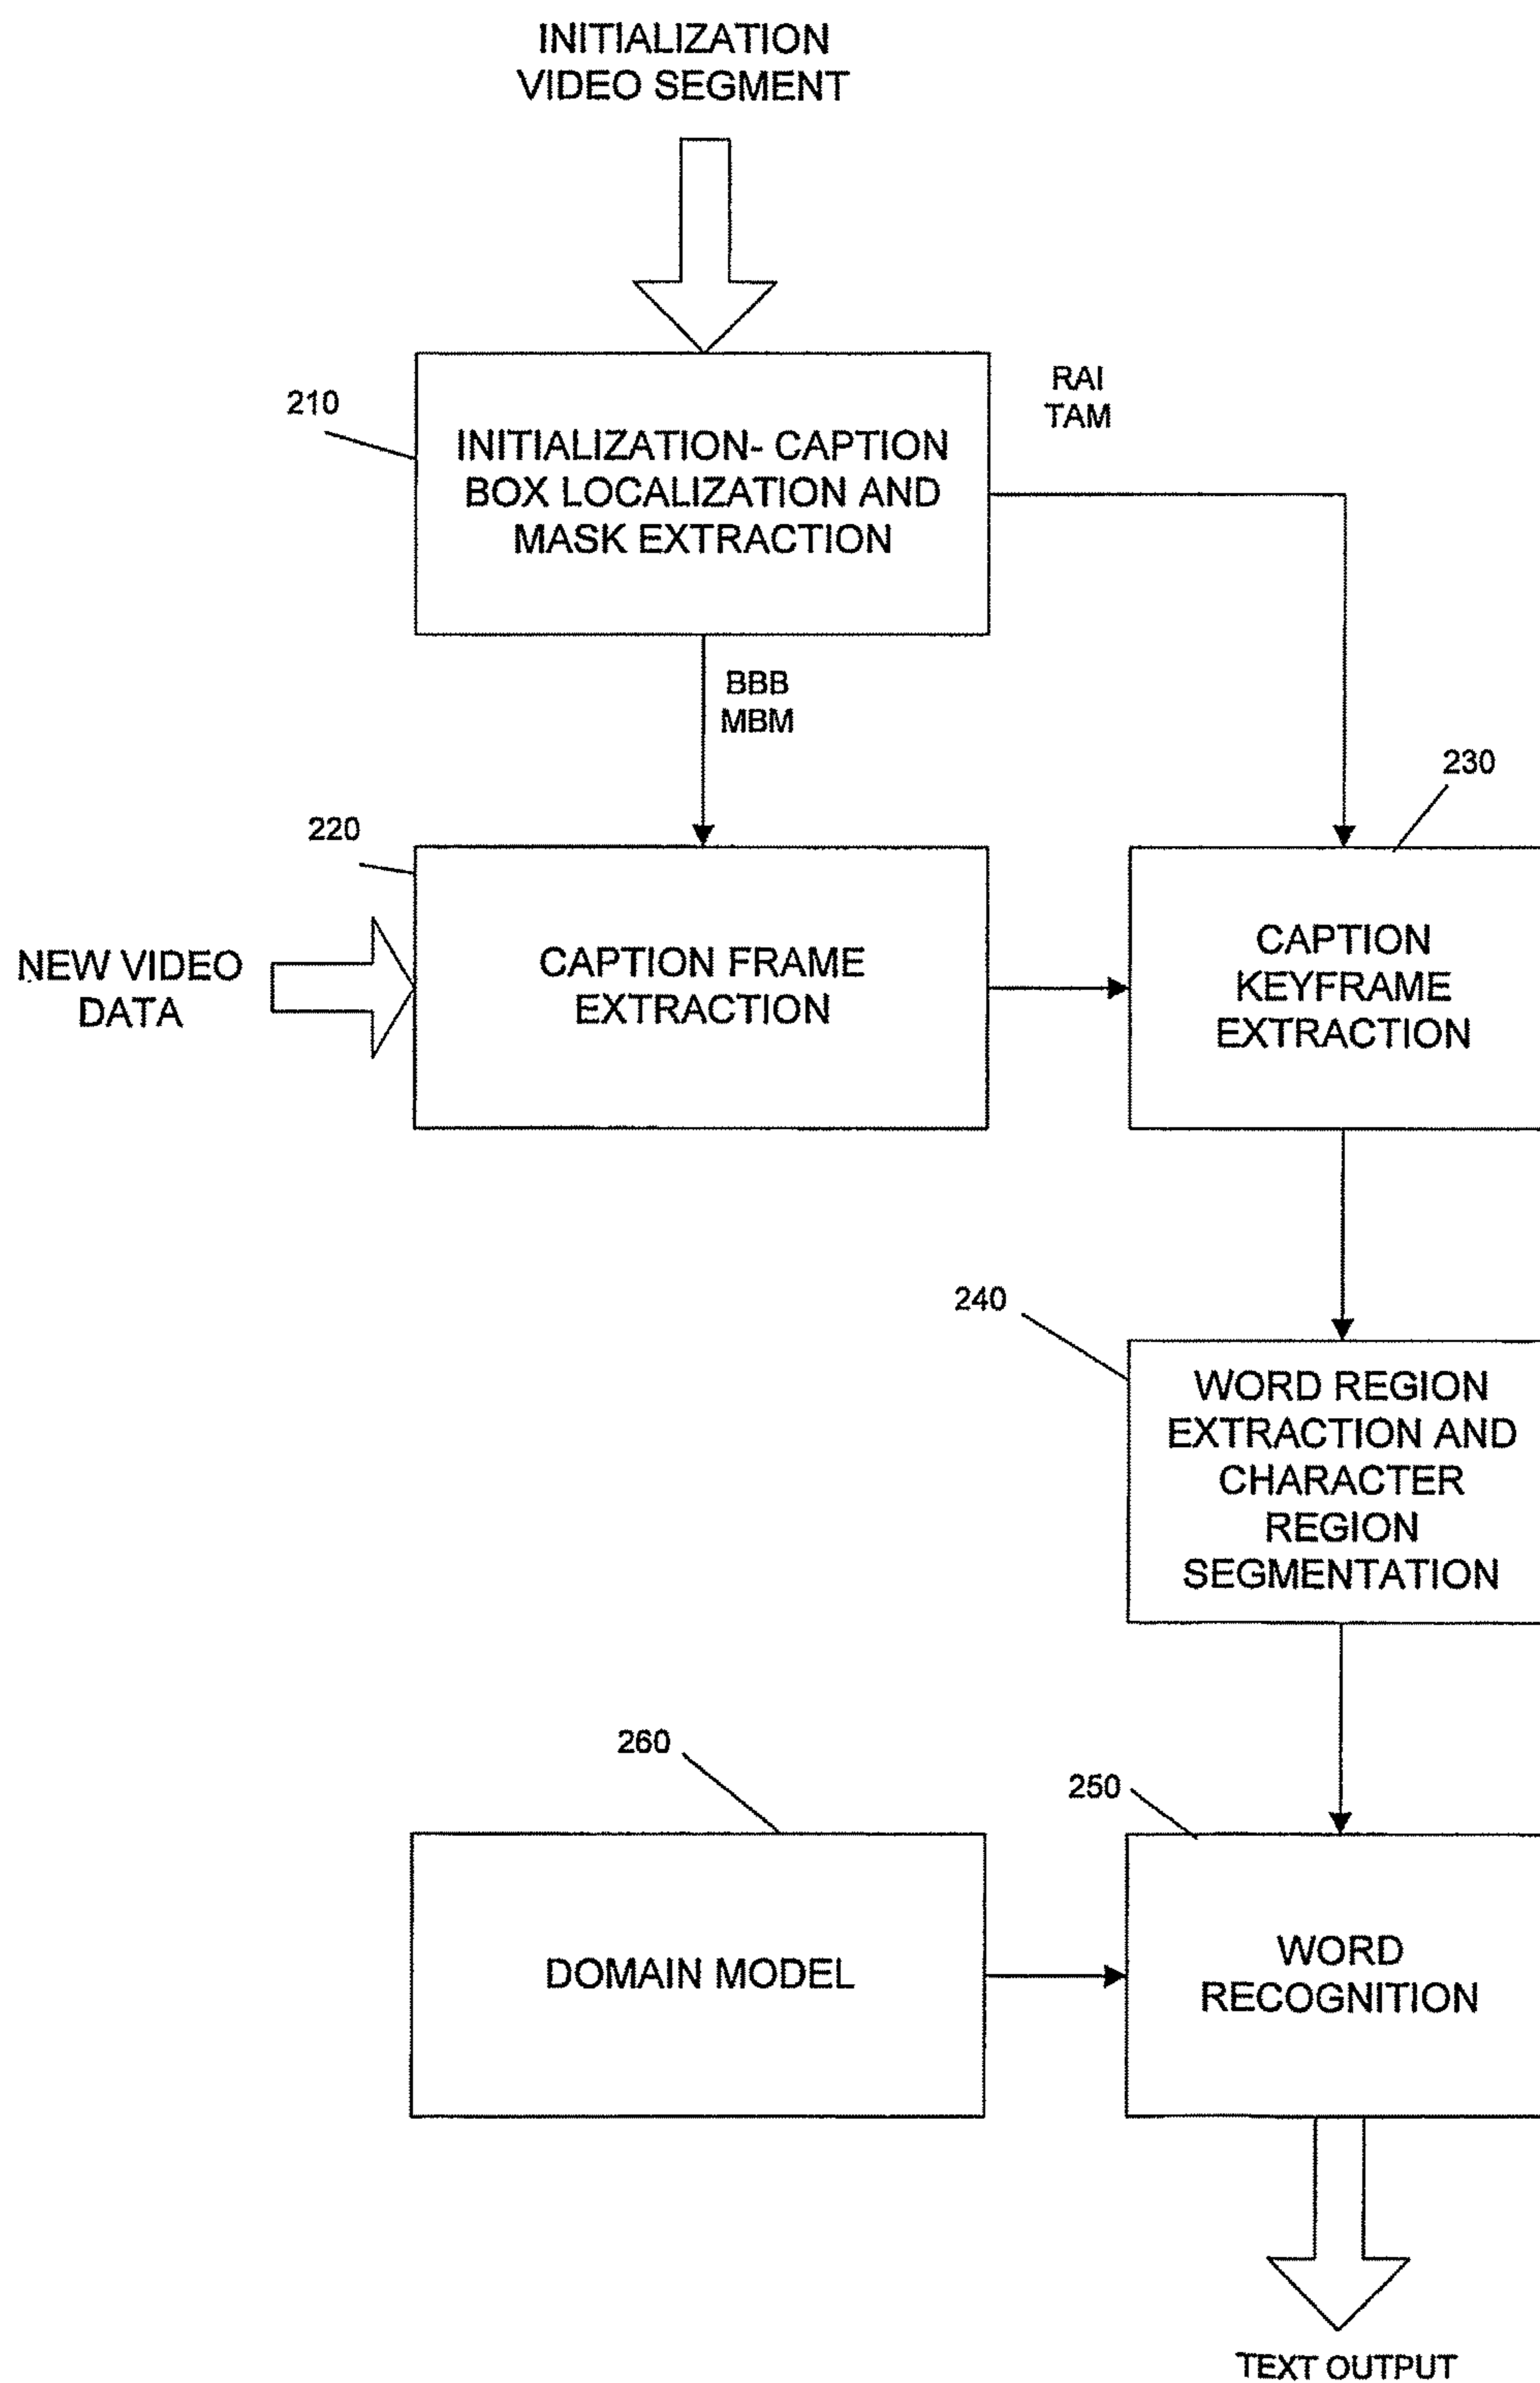 INITIALIZATION
VIDEO SEGMENT
210
INITIALIZATION- CAPTION
BOX LOCALIZATION AND
MASK EXTRACTION
RAI
TAM
BBB
MBM
220
230
NEW VIDEO
DATA
CAPTION FRAME
EXTRACTION
CAPTION
KEYFRAME
EXTRACTION
240
WORD REGION
EXTRACTION AND
CHARACTER
REGION
SEGMENTATION
260
250
DOMAIN MODEL
WORD
RECOGNITION
TEXT OUTPUT